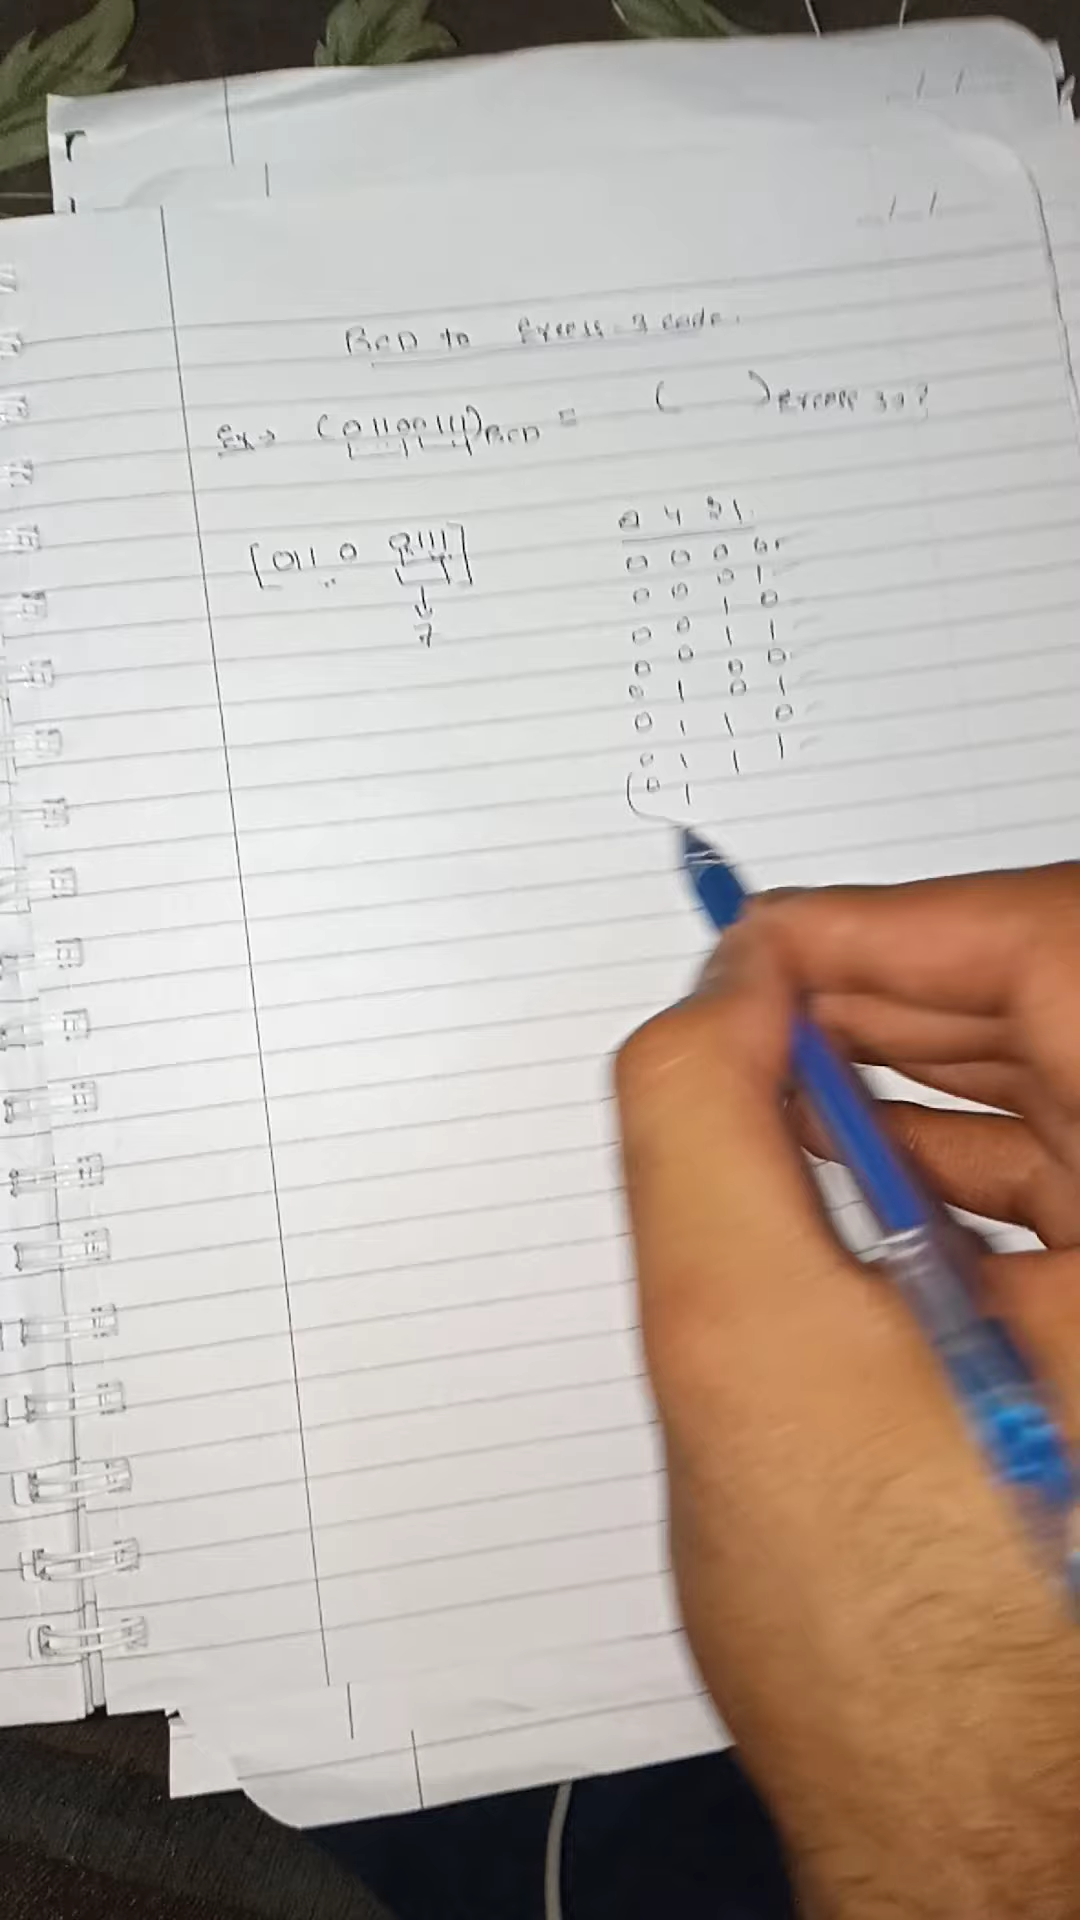 BCD to Excess-3 code.
Ex → (01100111)BCD = ( )Excess 3 = ?
[0110 0111]
↓
7
8 4 2 1
0 0 0 0
0 0 0 1
0 0 1 0
0 0 1 1
0 1 0 0
0 1 0 1
0 1 1 0
0 1 1 1